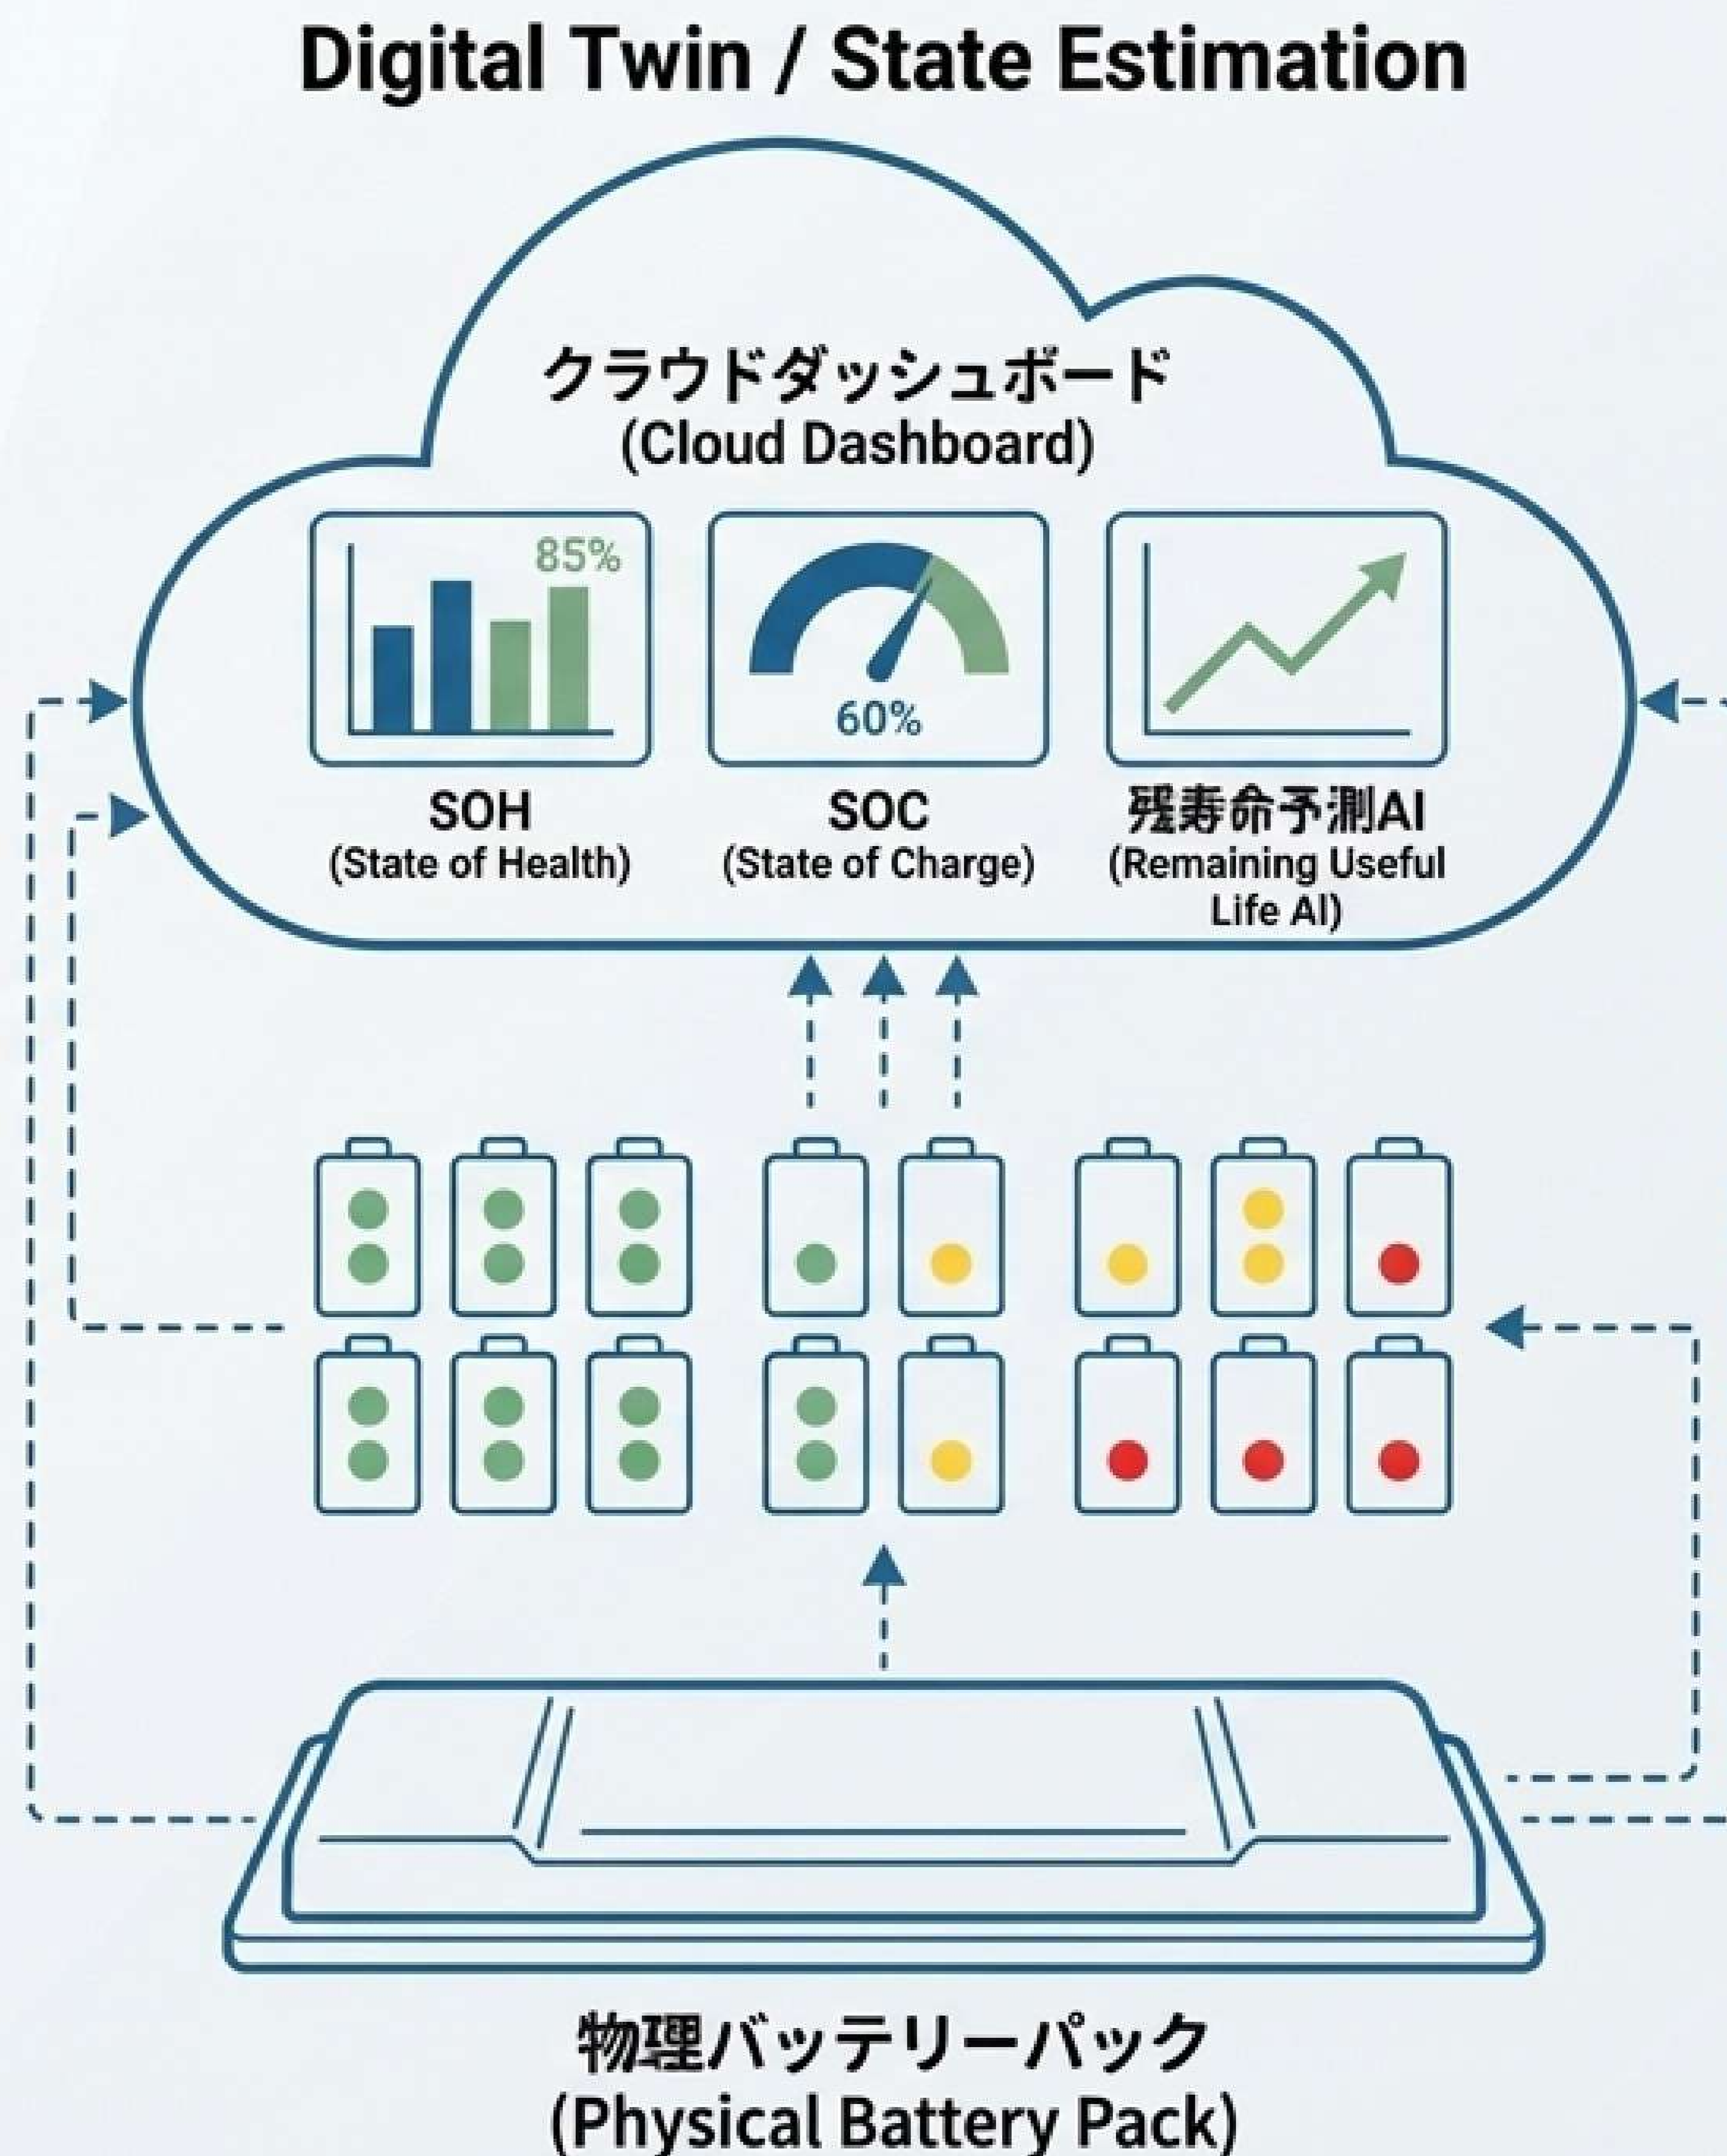 Digital Twin / State Estimation
クラウドダッシュボード
(Cloud Dashboard)
85%
60%
SOH
(State of Health)
SOC
(State of Charge)
残寿命予測AI
(Remaining Useful
Life AI)
物理バッテリーパック
(Physical Battery Pack)